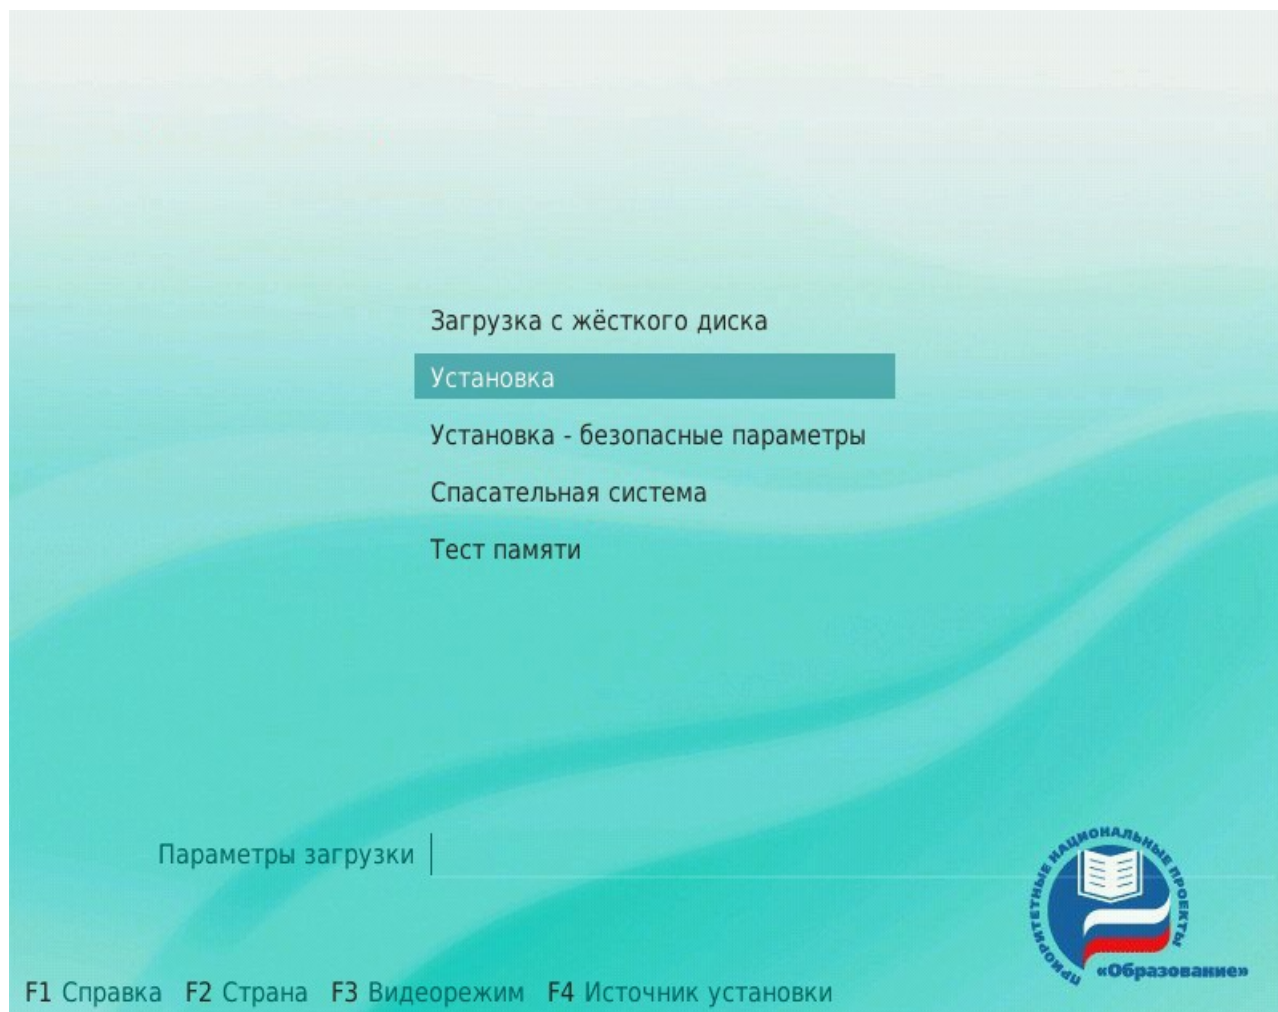 Загрузка с жёсткого диска
Установка
Установка - безопасные параметры
Спасательная система
Тест памяти
Параметры загрузки
ПРИОРИТЕТНЫЕ НАЦИОНАЛЬНЫЕ ПРОЕКТЫ
«Образование»
F1 Справка F2 Страна F3 Видеорежим F4 Источник установки